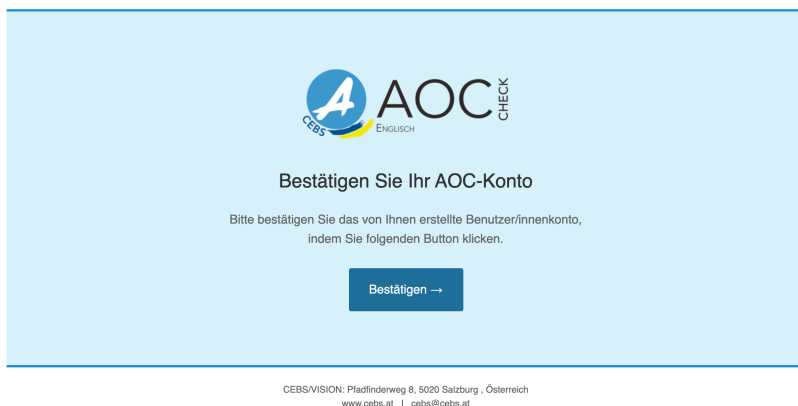 CEBS
AOC
CHECK
ENGLISCH
Bestätigen Sie Ihr AOC-Konto
Bitte bestätigen Sie das von Ihnen erstellte Benutzer/innenkonto,
indem Sie folgenden Button klicken.
Bestätigen →
CEBS/VISION: Pfadfinderweg 8, 5020 Salzburg , Österreich
www.cebs.at | cebs@cebs.at